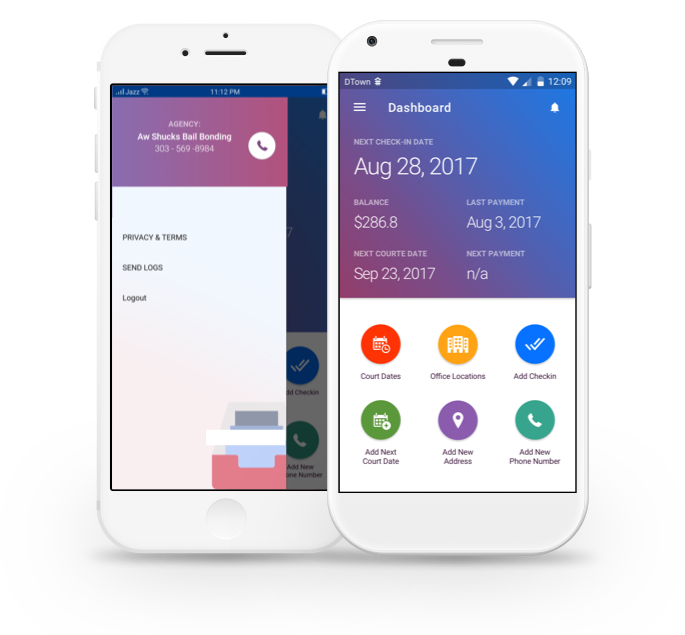 Jazz
11:12 PM
AGENCY:
Aw Shucks Bail Bonding
303 - 569 -8984
PRIVACY & TERMS
SEND LOGS
Logout
7
dd Checkin
Add New
one Number
DTown
12:09
Dashboard
NEXT CHECK-IN DATE
Aug 28, 2017
BALANCE
LAST PAYMENT
$286.8
Aug 3, 2017
NEXT COURTE DATE
NEXT PAYMENT
Sep 23, 2017
n/a
Court Dates
Office Locations
Add Checkin
Add Next
Court Date
Add New
Address
Add New
Phone Number